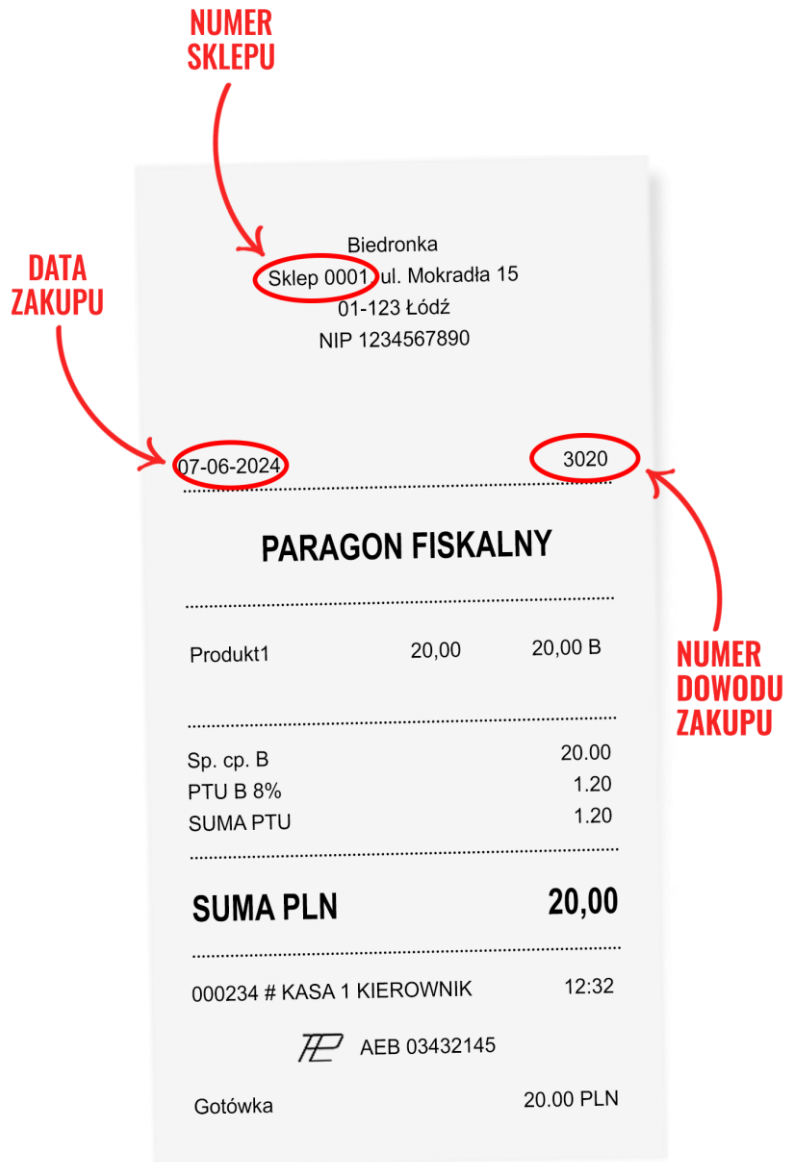 NUMER
SKLEPU
Biedronka
Sklep 0001, ul. Mokradła 15
01-123 Łódź
NIP 1234567890
DATA
ZAKUPU
07-06-2024 3020
PARAGON FISKALNY
Produkt1 20,00 20,00 B
NUMER
DOWODU
ZAKUPU
Sp. cp. B 20.00
PTU B 8% 1.20
SUMA PTU 1.20
SUMA PLN 20,00
000234 # KASA 1 KIEROWNIK 12:32
AEB 03432145
Gotówka 20.00 PLN